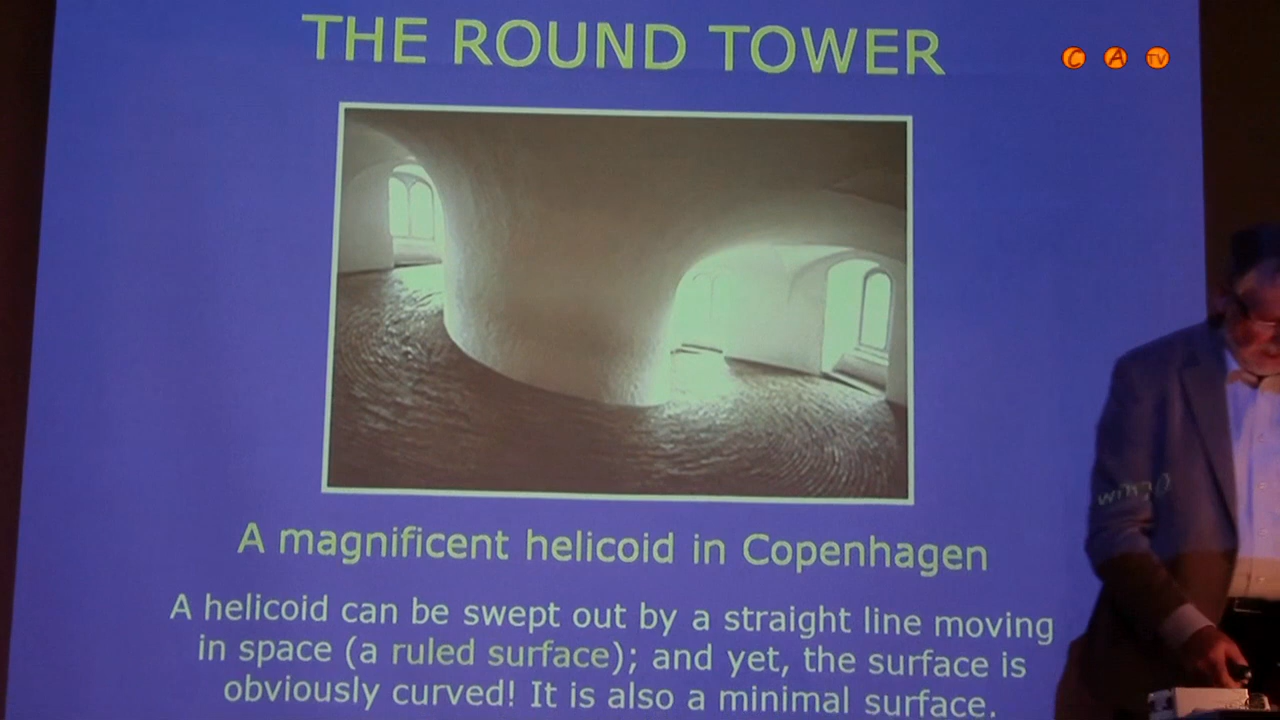 THE ROUND TOWER
C A TV
A magnificent helicoid in Copenhagen
A helicoid can be swept out by a straight line moving
in space (a ruled surface); and yet, the surface is
obviously curved! It is also a minimal surface.